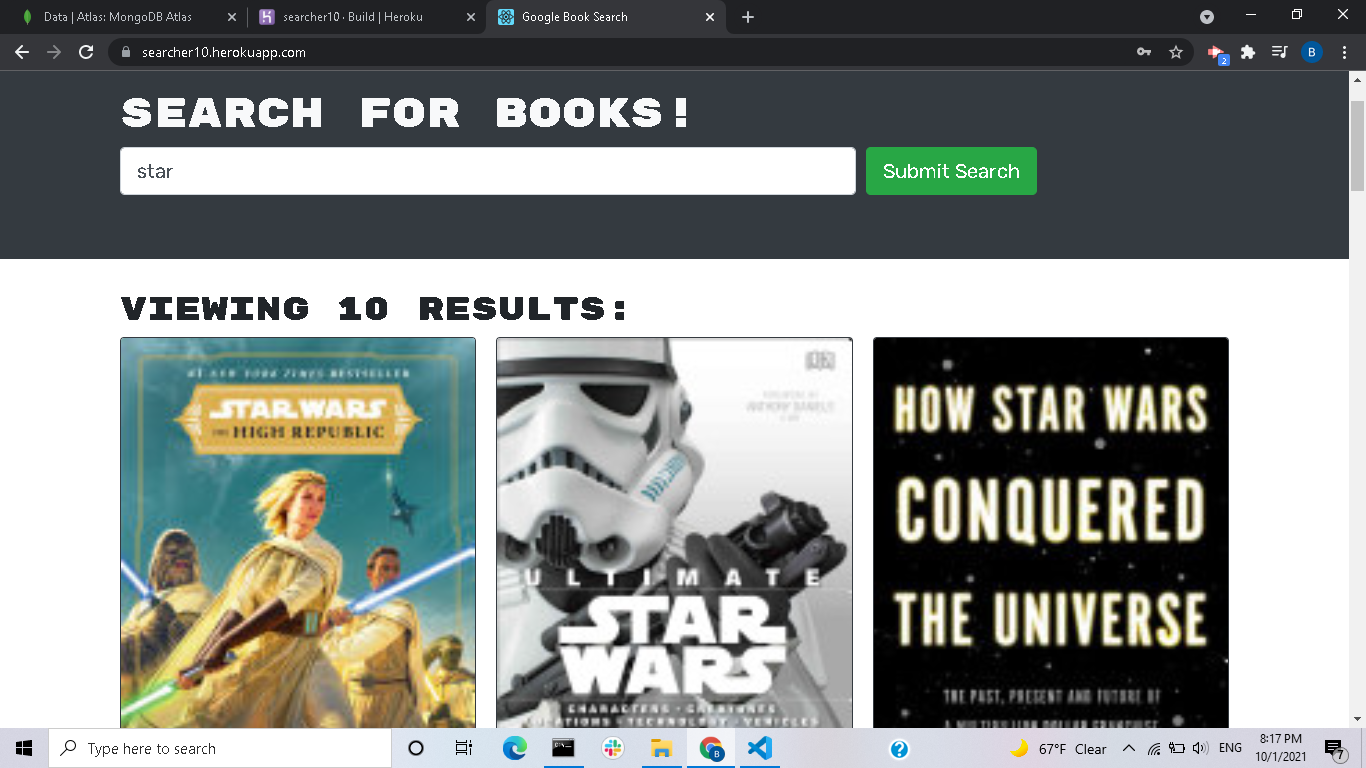 Data | Atlas: MongoDB Atlas
searcher10 · Build | Heroku
Google Book Search
searcher10.herokuapp.com
2
B
SEARCH FOR BOOKS!
star
Submit Search
VIEWING 10 RESULTS:
#1 NEW YORK TIMES BESTSELLER
STAR WARS
THE HIGH REPUBLIC
DK
FOREWORD BY
ANTHONY DANIELS
ULTIMATE
STAR
WARS
CHARACTERS • CREATURES
LOCATIONS • TECHNOLOGY • VEHICLES
HOW STAR WARS
CONQUERED
THE UNIVERSE
THE PAST, PRESENT AND FUTURE OF
A MULTIBILLION DOLLAR FRANCHISE
Type here to search
B
67°F Clear
ENG
8:17 PM
10/1/2021
7